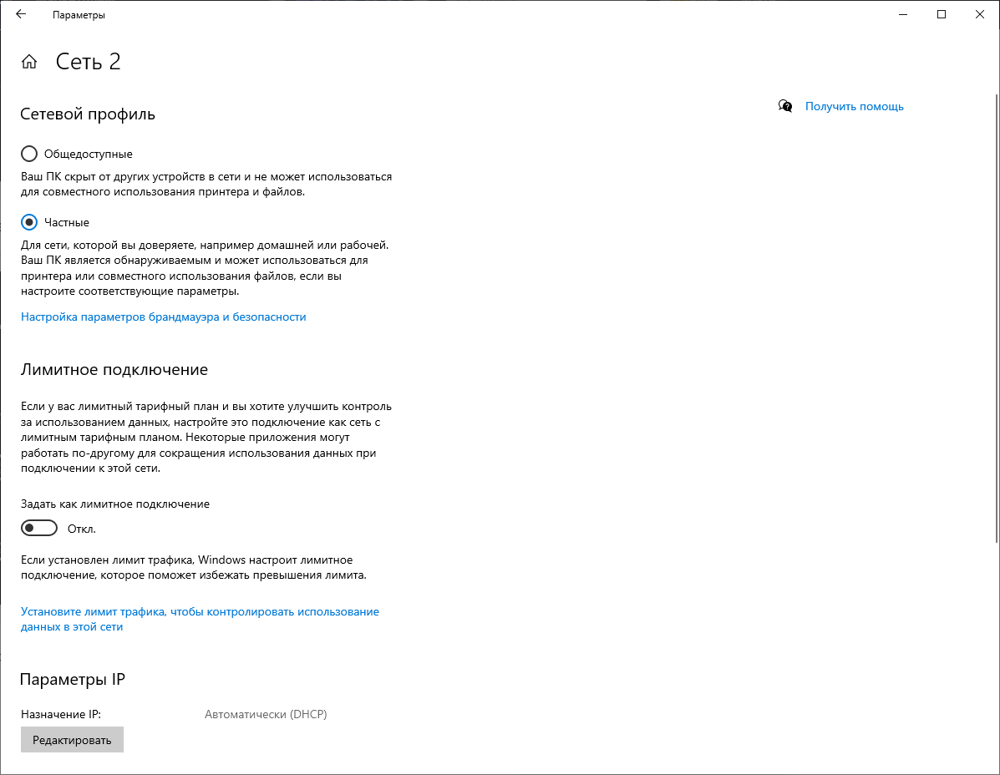 Параметры
Сеть 2
Сетевой профиль
Получить помощь
Общедоступные
Ваш ПК скрыт от других устройств в сети и не может использоваться
для совместного использования принтера и файлов.
Частные
Для сети, которой вы доверяете, например домашней или рабочей.
Ваш ПК является обнаруживаемым и может использоваться для
принтера или совместного использования файлов, если вы
настроите соответствующие параметры.
Настройка параметров брандмауэра и безопасности
Лимитное подключение
Если у вас лимитный тарифный план и вы хотите улучшить контроль
за использованием данных, настройте это подключение как сеть с
лимитным тарифным планом. Некоторые приложения могут
работать по-другому для сокращения использования данных при
подключении к этой сети.
Задать как лимитное подключение
Откл.
Если установлен лимит трафика, Windows настроит лимитное
подключение, которое поможет избежать превышения лимита.
Установите лимит трафика, чтобы контролировать использование
данных в этой сети
Параметры IP
Назначение IP:
Автоматически (DHCP)
Редактировать